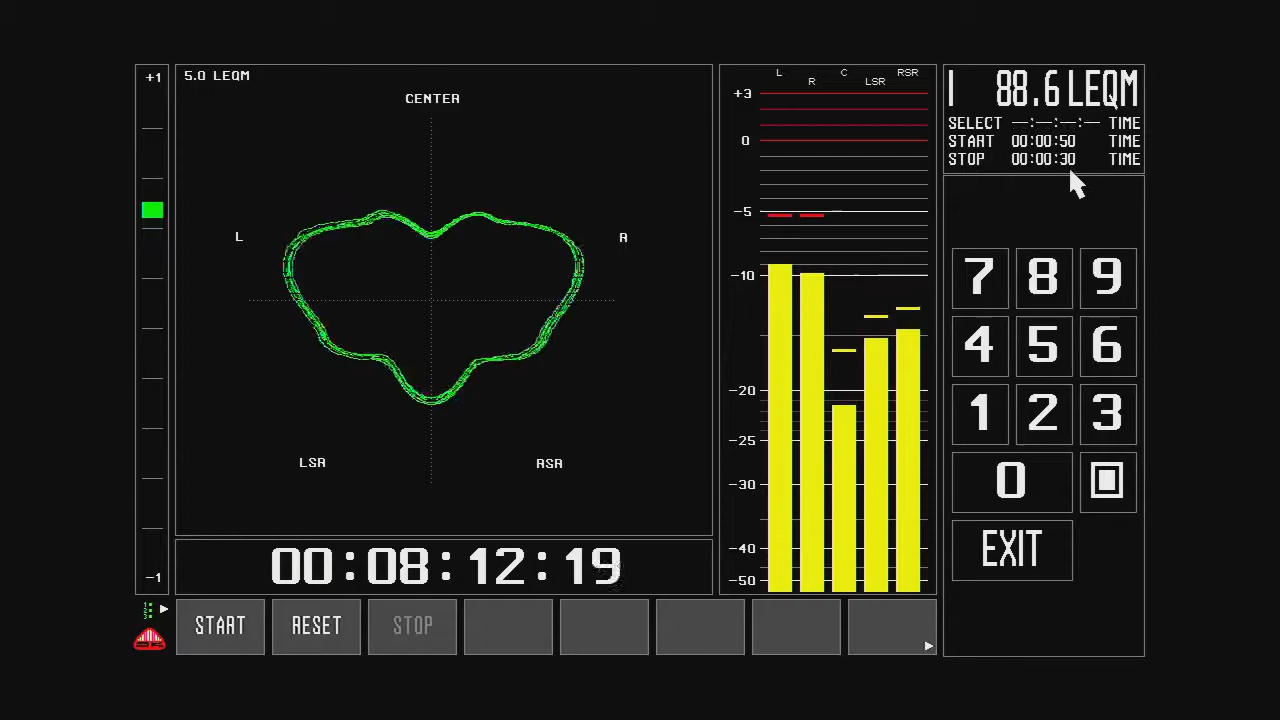 +1
5.0 LEQM
CENTER
L
R
LSR
RSR
-1
00:08:12:19
L R C LSR RSR
+3
0
-5
-10
-20
-25
-30
-40
-50
I 88.6 LEQM
SELECT --:--:--:-- TIME
START 00:00:50 TIME
STOP 00:00:30 TIME
7 8 9
4 5 6
1 2 3
0
EXIT
START RESET STOP